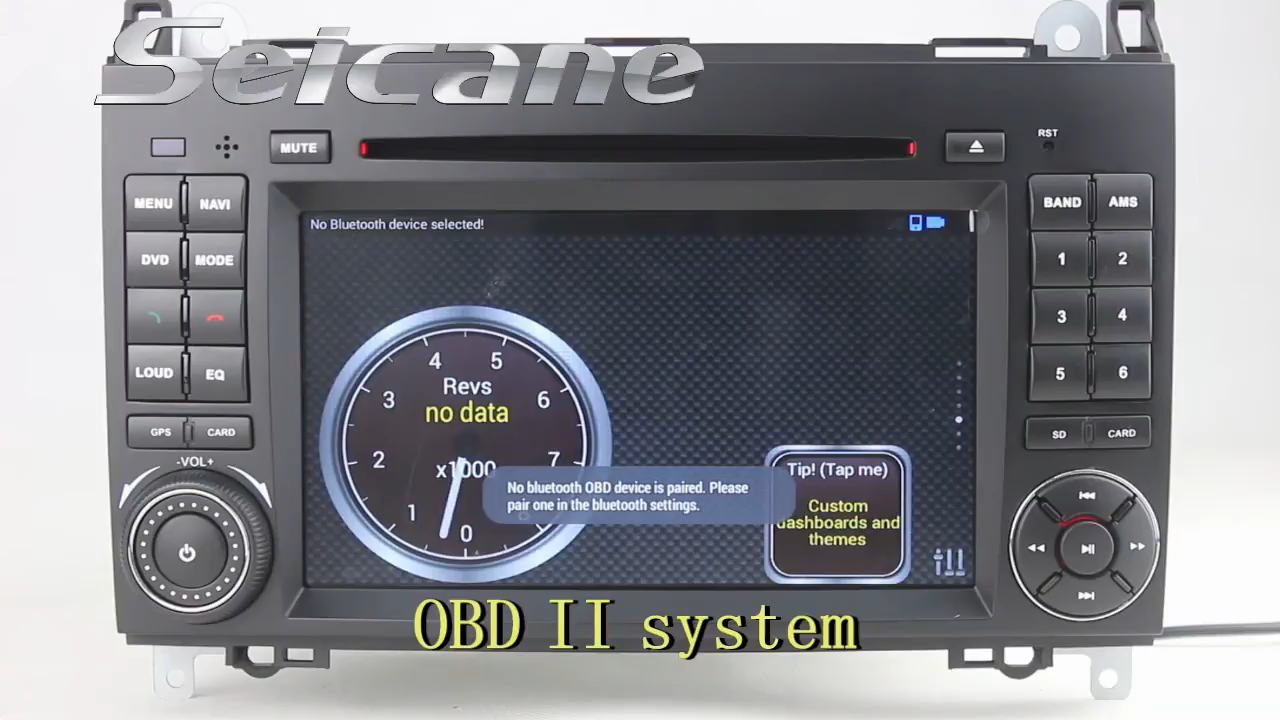 Seicane
MUTE
RST
MENU
NAVI
BAND
AMS
No Bluetooth device selected!
DVD
MODE
1
2
3
4
LOUD
EQ
5
6
GPS
CARD
SD
CARD
-VOL+
4
5
Revs
3
no data
6
2
x1000
7
1
0
Tip! (Tap me)
Custom
dashboards and
themes
No bluetooth OBD device is paired. Please
pair one in the bluetooth settings.
OBD II system